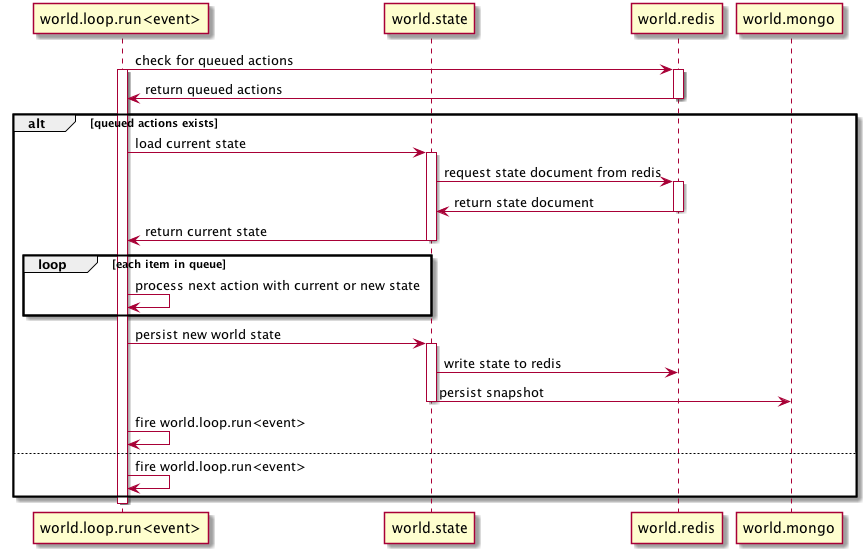 world.loop.run<event> world.state world.redis world.mongo
check for queued actions
return queued actions
alt [queued actions exists]
load current state
request state document from redis
return state document
return current state
loop [each item in queue]
process next action with current or new state
persist new world state
write state to redis
persist snapshot
fire world.loop.run<event>
fire world.loop.run<event>
world.loop.run<event> world.state world.redis world.mongo